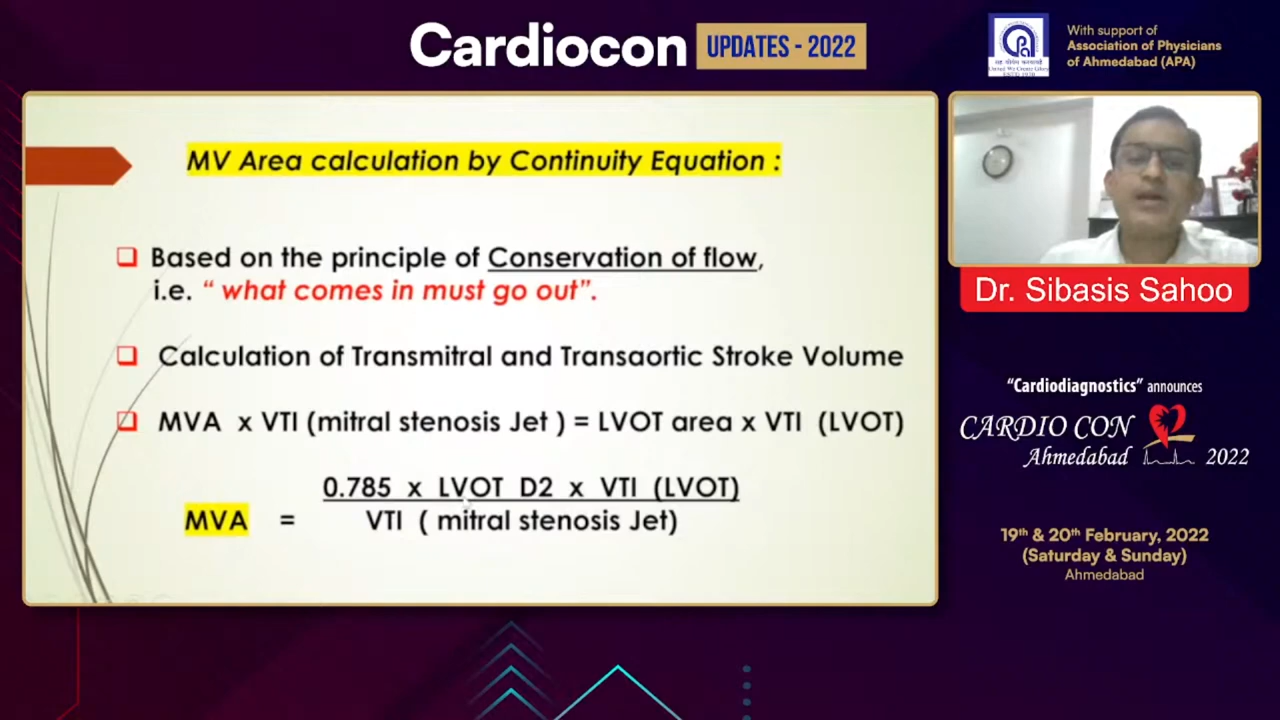 Cardiocon UPDATES - 2022
With support of
Association of Physicians
of Ahmedabad (APA)
MV Area calculation by Continuity Equation :
Based on the principle of Conservation of flow,
i.e. “ what comes in must go out”.
Calculation of Transmitral and Transaortic Stroke Volume
MVA x VTI (mitral stenosis Jet ) = LVOT area x VTI (LVOT)
0.785 x LVOT D2 x VTI (LVOT)
MVA =
VTI ( mitral stenosis Jet)
Dr. Sibasis Sahoo
“Cardiodiagnostics” announces
CARDIO CON
Ahmedabad 2022
19th & 20th February, 2022
(Saturday & Sunday)
Ahmedabad